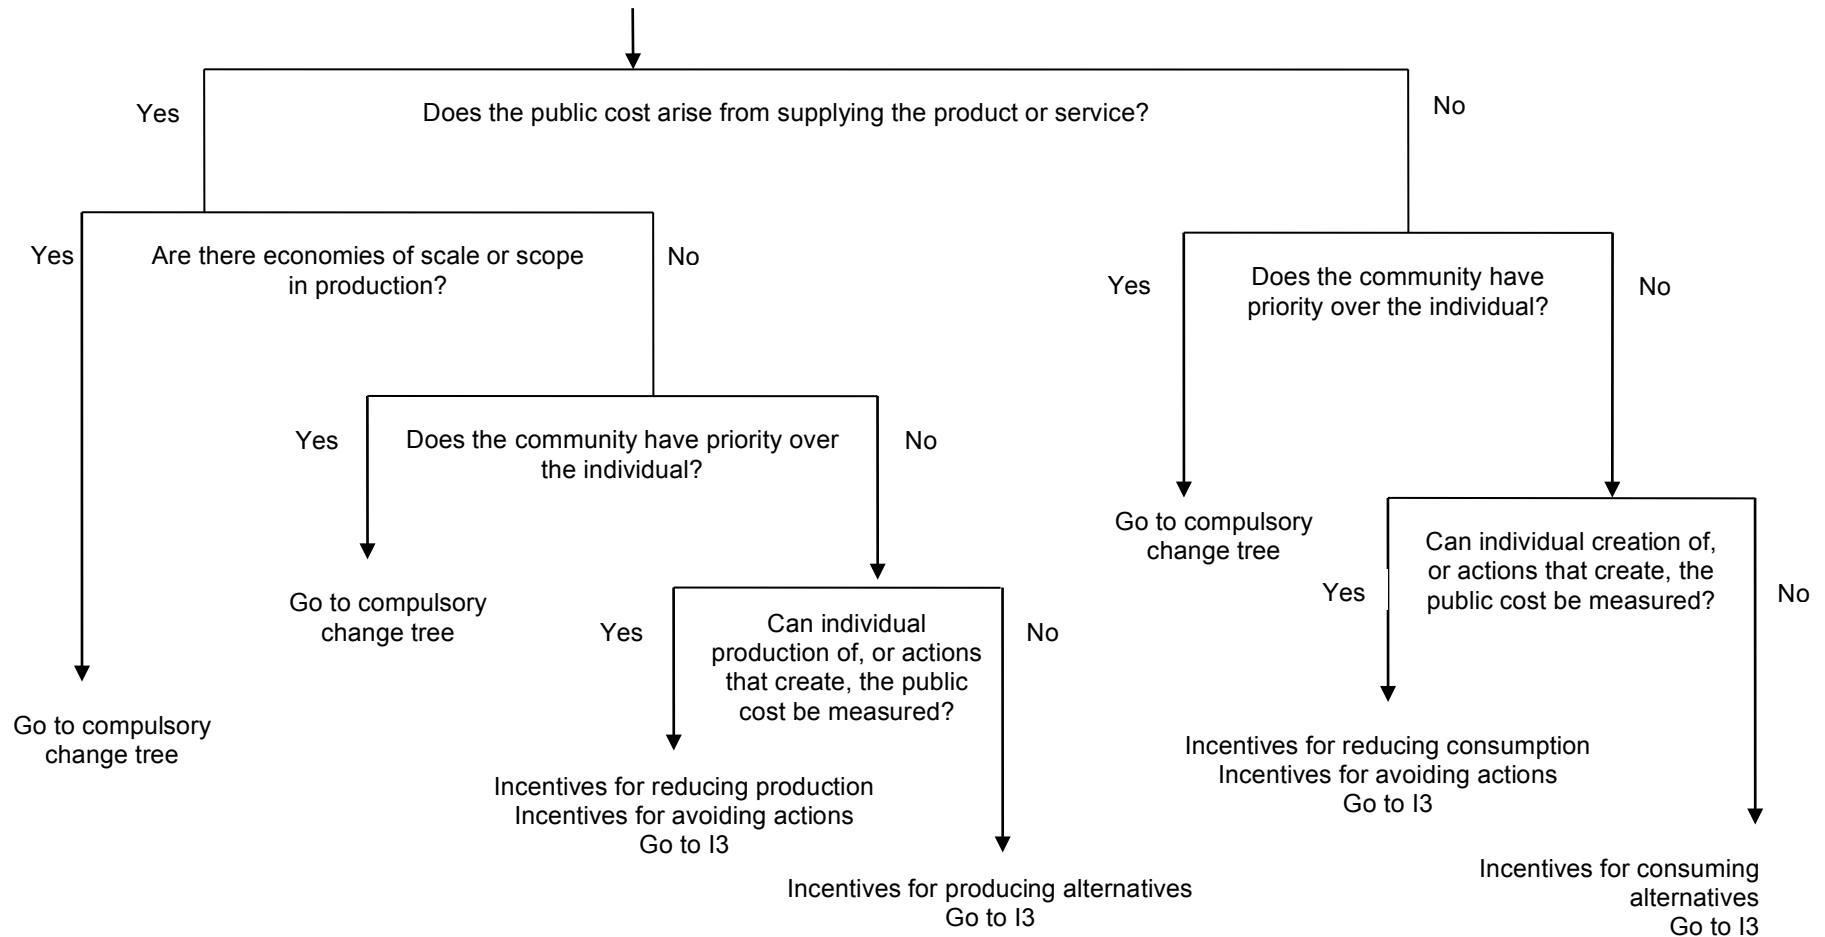 Yes
Does the public cost arise from supplying the product or service?
No
Yes
Are there economies of scale or scope
in production?
No
Yes
Does the community have
priority over the individual?
No
Yes
Does the community have priority over
the individual?
No
Go to compulsory
change tree
Can individual creation of,
or actions that create, the
public cost be measured?
Yes
No
Go to compulsory
change tree
Yes
Can individual
production of, or actions
that create, the public
cost be measured?
No
Go to compulsory
change tree
Incentives for reducing consumption
Incentives for avoiding actions
Go to I3
Incentives for reducing production
Incentives for avoiding actions
Go to I3
Incentives for producing alternatives
Go to I3
Incentives for consuming
alternatives
Go to I3